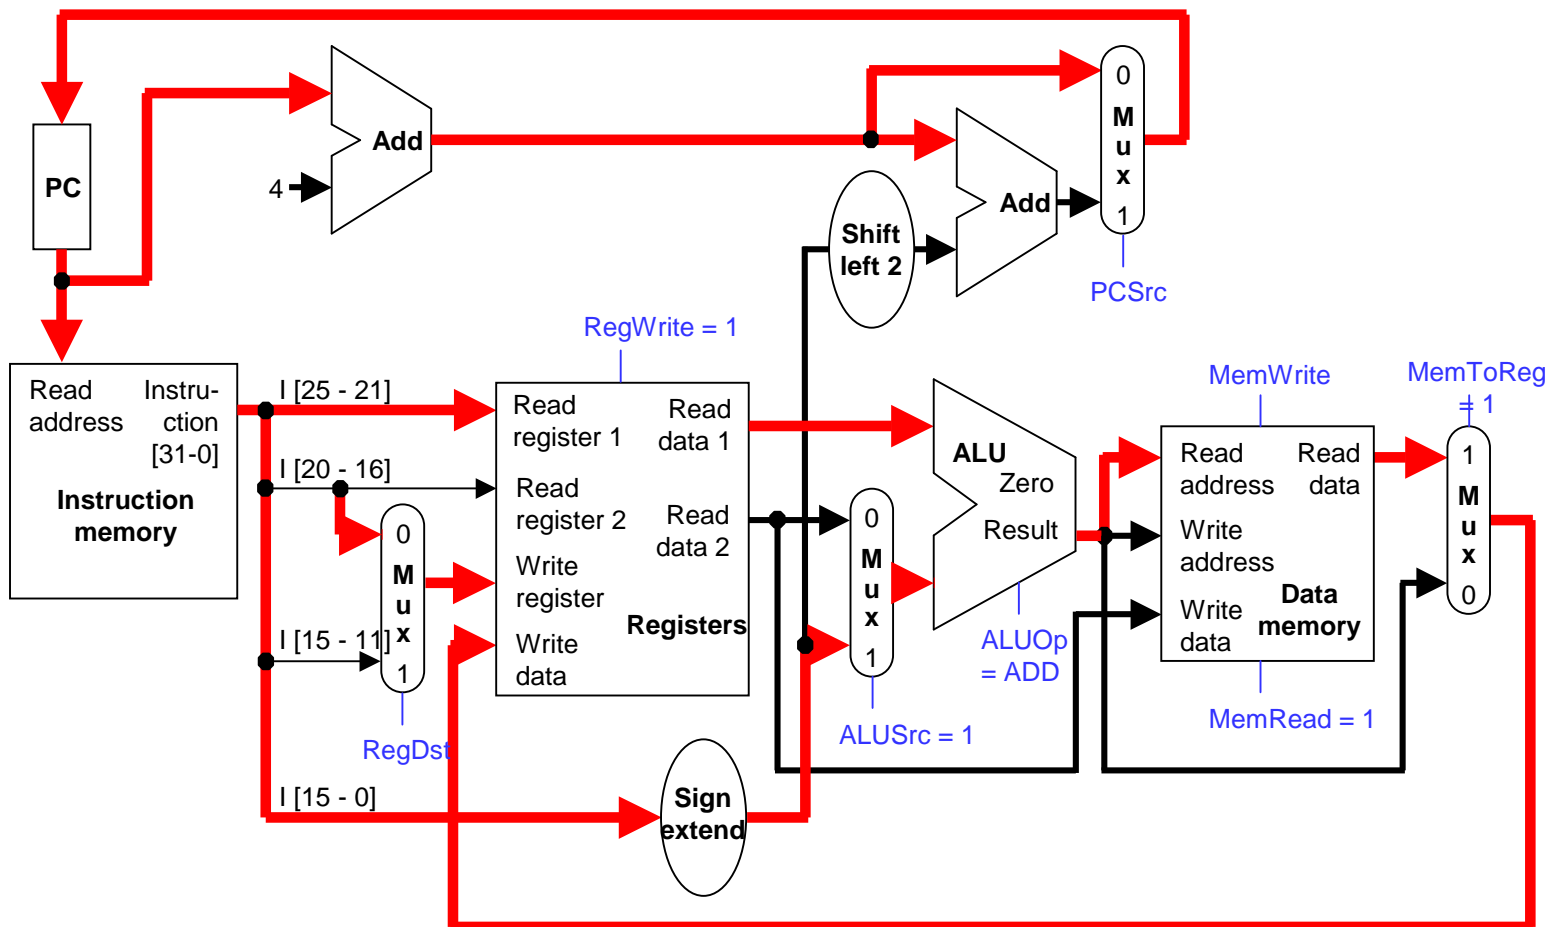 0
M
u
x
1
PCSrc
Add
PC
4
Add
Shift
left 2
RegWrite = 1
Read
address
Instru-
ction
[31-0]
Instruction
memory
I [25 - 21]
I [20 - 16]
I [15 - 11]
I [15 - 0]
0
M
u
x
1
RegDst
Read
register 1
Read
data 1
Read
register 2
Read
data 2
Write
register
Registers
Write
data
Sign
extend
0
M
u
x
1
ALUSrc = 1
ALU
Zero
Result
ALUOp
= ADD
MemWrite
Read
address
Read
data
Write
address
Write
data
Data
memory
MemRead = 1
MemToReg
= 1
1
M
u
x
0